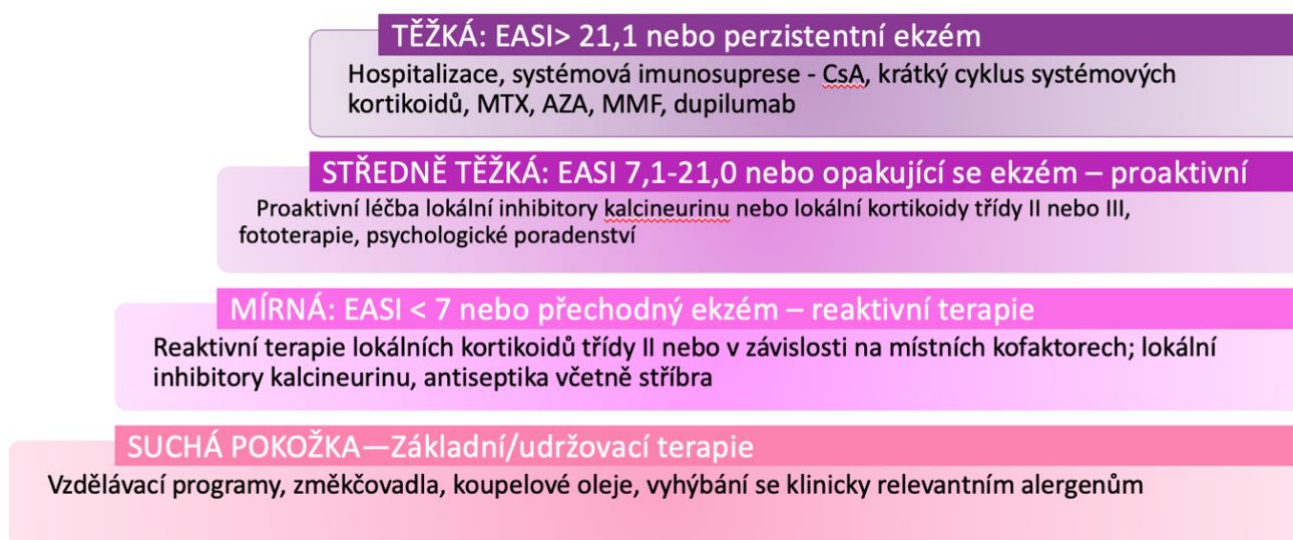 TĚŽKÁ: EASI> 21,1 nebo perzistentní ekzém
Hospitalizace, systémová imunosuprese - CsA, krátký cyklus systémových
kortikoidů, MTX, AZA, MMF, dupilumab
STŘEDNĚ TĚŽKÁ: EASI 7,1-21,0 nebo opakující se ekzém – proaktivní
Proaktivní léčba lokální inhibitory kalcineurinu nebo lokální kortikoidy třídy II nebo III,
fototerapie, psychologické poradenství
MÍRNÁ: EASI < 7 nebo přechodný ekzém – reaktivní terapie
Reaktivní terapie lokálních kortikoidů třídy II nebo v závislosti na místních kofaktorech; lokální
inhibitory kalcineurinu, antiseptika včetně stříbra
SUCHÁ POKOŽKA—Základní/udržovací terapie
Vzdělávací programy, změkčovadla, koupelové oleje, vyhýbání se klinicky relevantním alergenům